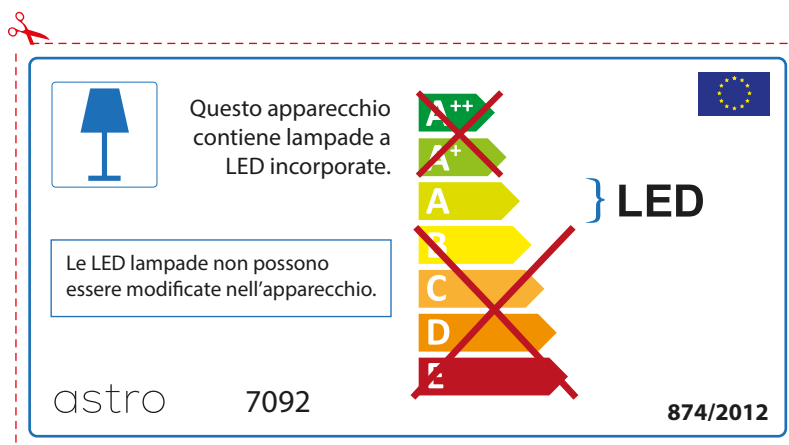 Questo apparecchio
contiene lampade a
LED incorporate.
A++
A+
A
LED
B
C
D
E
Le LED lampade non possono
essere modificate nell'apparecchio.
astro
7092
874/2012